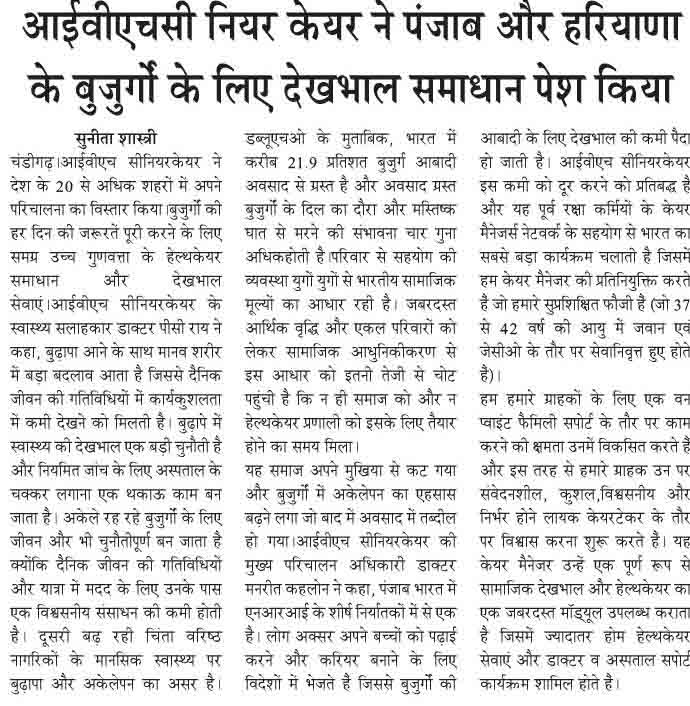 आईवीएचसी नियर केयर ने पंजाब और हरियाणा
के बुजुर्गों के लिए देखभाल समाधान पेश किया
सुनीता शास्त्री
चंडीगढ़।आईवीएच सीनियरकेयर ने
देश के 20 से अधिक शहरों में अपने
परिचालना का विस्तार किया।बुजुर्गों की
हर दिन की जरूरतें पूरी करने के लिए
समग्र उच्च गुणवत्ता के हेल्थकेयर
समाधान और देखभाल
सेवाएं।आईवीएच सीनियरकेयर के
स्वास्थ्य सलाहकार डाक्टर पीसी राय ने
कहा, बुढ़ापा आने के साथ मानव शरीर
में बड़ा बदलाव आता है जिससे दैनिक
जीवन की गतिविधियों में कार्यकुशलता
में कमी देखने को मिलती है। बुढ़ापे में
स्वास्थ्य की देखभाल एक बड़ी चुनौती है
और नियमित जांच के लिए अस्पताल के
चक्कर लगाना एक थकाऊ काम बन
जाता है। अकेले रह रहे बुजुर्गों के लिए
जीवन और भी चुनौतीपूर्ण बन जाता है
क्योंकि दैनिक जीवन की गतिविधियों
और यात्रा में मदद के लिए उनके पास
एक विश्वसनीय संसाधन की कमी होती
है। दूसरी बढ़ रही चिंता वरिष्ठ
नागरिकों के मानसिक स्वास्थ्य पर
बुढ़ापा और अकेलेपन का असर है।
डब्लूएचओ के मुताबिक, भारत में
करीब 21.9 प्रतिशत बुजुर्ग आबादी
अवसाद से ग्रस्त है और अवसाद ग्रस्त
बुजुर्गों के दिल का दौरा और मस्तिष्क
घात से मरने की संभावना चार गुना
अधिकहोती है।परिवार से सहयोग की
व्यवस्था युगों युगों से भारतीय सामाजिक
मूल्यों का आधार रही है। जबरदस्त
आर्थिक वृद्धि और एकल परिवारों को
लेकर सामाजिक आधुनिकीकरण से
इस आधार को इतनी तेजी से चोट
पहुंची है कि न ही समाज को और न
हेल्थकेयर प्रणाली को इसके लिए तैयार
होने का समय मिला।
यह समाज अपने मुखिया से कट गया
और बुजुर्गों में अकेलेपन का एहसास
बढ़ने लगा जो बाद में अवसाद में तब्दील
हो गया।आईवीएच सीनियरकेयर की
मुख्य परिचालन अधिकारी डाक्टर
मनरीत कहलोन ने कहा, पंजाब भारत में
एनआरआई के शीर्ष निर्यातकों में से एक
है। लोग अक्सर अपने बच्चों को पढ़ाई
करने और करियर बनाने के लिए
विदेशों में भेजते हैं जिससे बुजुर्गों की
आबादी के लिए देखभाल की कमी पैदा
हो जाती है। आईवीएच सीनियरकेयर
इस कमी को दूर करने को प्रतिबद्ध है
और यह पूर्व रक्षा कर्मियों के केयर
मैनेजर्स नेटवर्क के सहयोग से भारत का
सबसे बड़ा कार्यक्रम चलाती है जिसमें
हम केयर मैनेजर की प्रतिनियुक्ति करते
हैं जो हमारे सुप्रशिक्षित फौजी हैं (जो 37
से 42 वर्ष की आयु में जवान एवं
जेसीओ के तौर पर सेवानिवृत्त हुए होते
हैं)।
हम हमारे ग्राहकों के लिए एक वन
प्वाइंट फैमिली सपोर्ट के तौर पर काम
करने की क्षमता उनमें विकसित करते हैं
और इस तरह से हमारे ग्राहक उन पर
संवेदनशील, कुशल,विश्वसनीय और
निर्भर होने लायक केयरटेकर के तौर
पर विश्वास करना शुरू करते हैं। यह
केयर मैनेजर उन्हें एक पूर्ण रूप से
सामाजिक देखभाल और हेल्थकेयर का
एक जबरदस्त मॉड्यूल उपलब्ध कराता
है जिसमें ज्यादातर होम हेल्थकेयर
सेवाएं और डाक्टर व अस्पताल सपोर्ट
कार्यक्रम शामिल होते हैं।